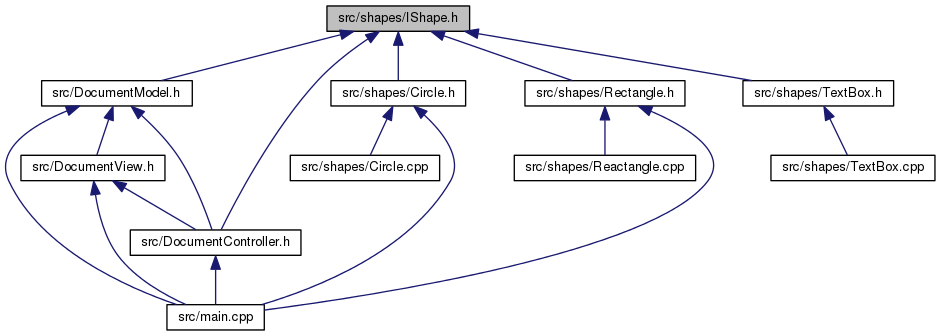 src/shapes/IShape.h
src/DocumentModel.h
src/shapes/Circle.h
src/shapes/Rectangle.h
src/shapes/TextBox.h
src/DocumentView.h
src/shapes/Circle.cpp
src/shapes/Reactangle.cpp
src/shapes/TextBox.cpp
src/DocumentController.h
src/main.cpp